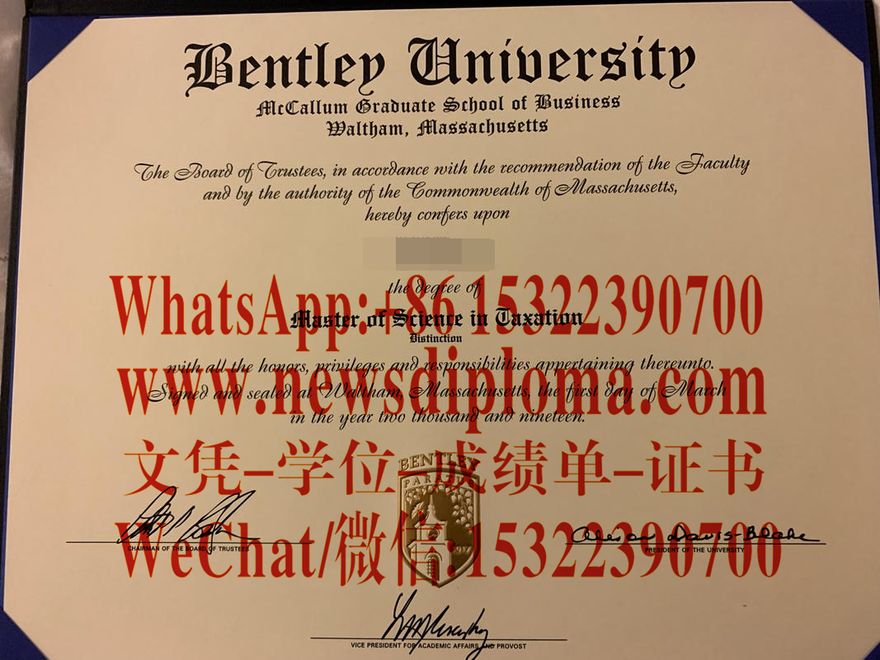 Bentley University
McCallum Graduate School of Business
Waltham, Massachusetts
The Board of Trustees, in accordance with the recommendation of the Faculty
and by the authority of the Commonwealth of Massachusetts,
hereby confers upon
the degree of
WhatsApp:+86 15322390700
Master of Science in Taxation
Distinction
with all the honors, privileges and responsibilities appertaining thereunto.
www.newsdiploma.com
Signed and sealed at Waltham, Massachusetts, the first day of March
in the year two thousand and nineteen.
文凭–学位–成绩单–证书
BENTLEY
WeChat/微信:15322390700
CHAIRMAN OF THE BOARD OF TRUSTEES
PRESIDENT OF THE UNIVERSITY
1917
VICE PRESIDENT FOR ACADEMIC AFFAIRS AND PROVOST